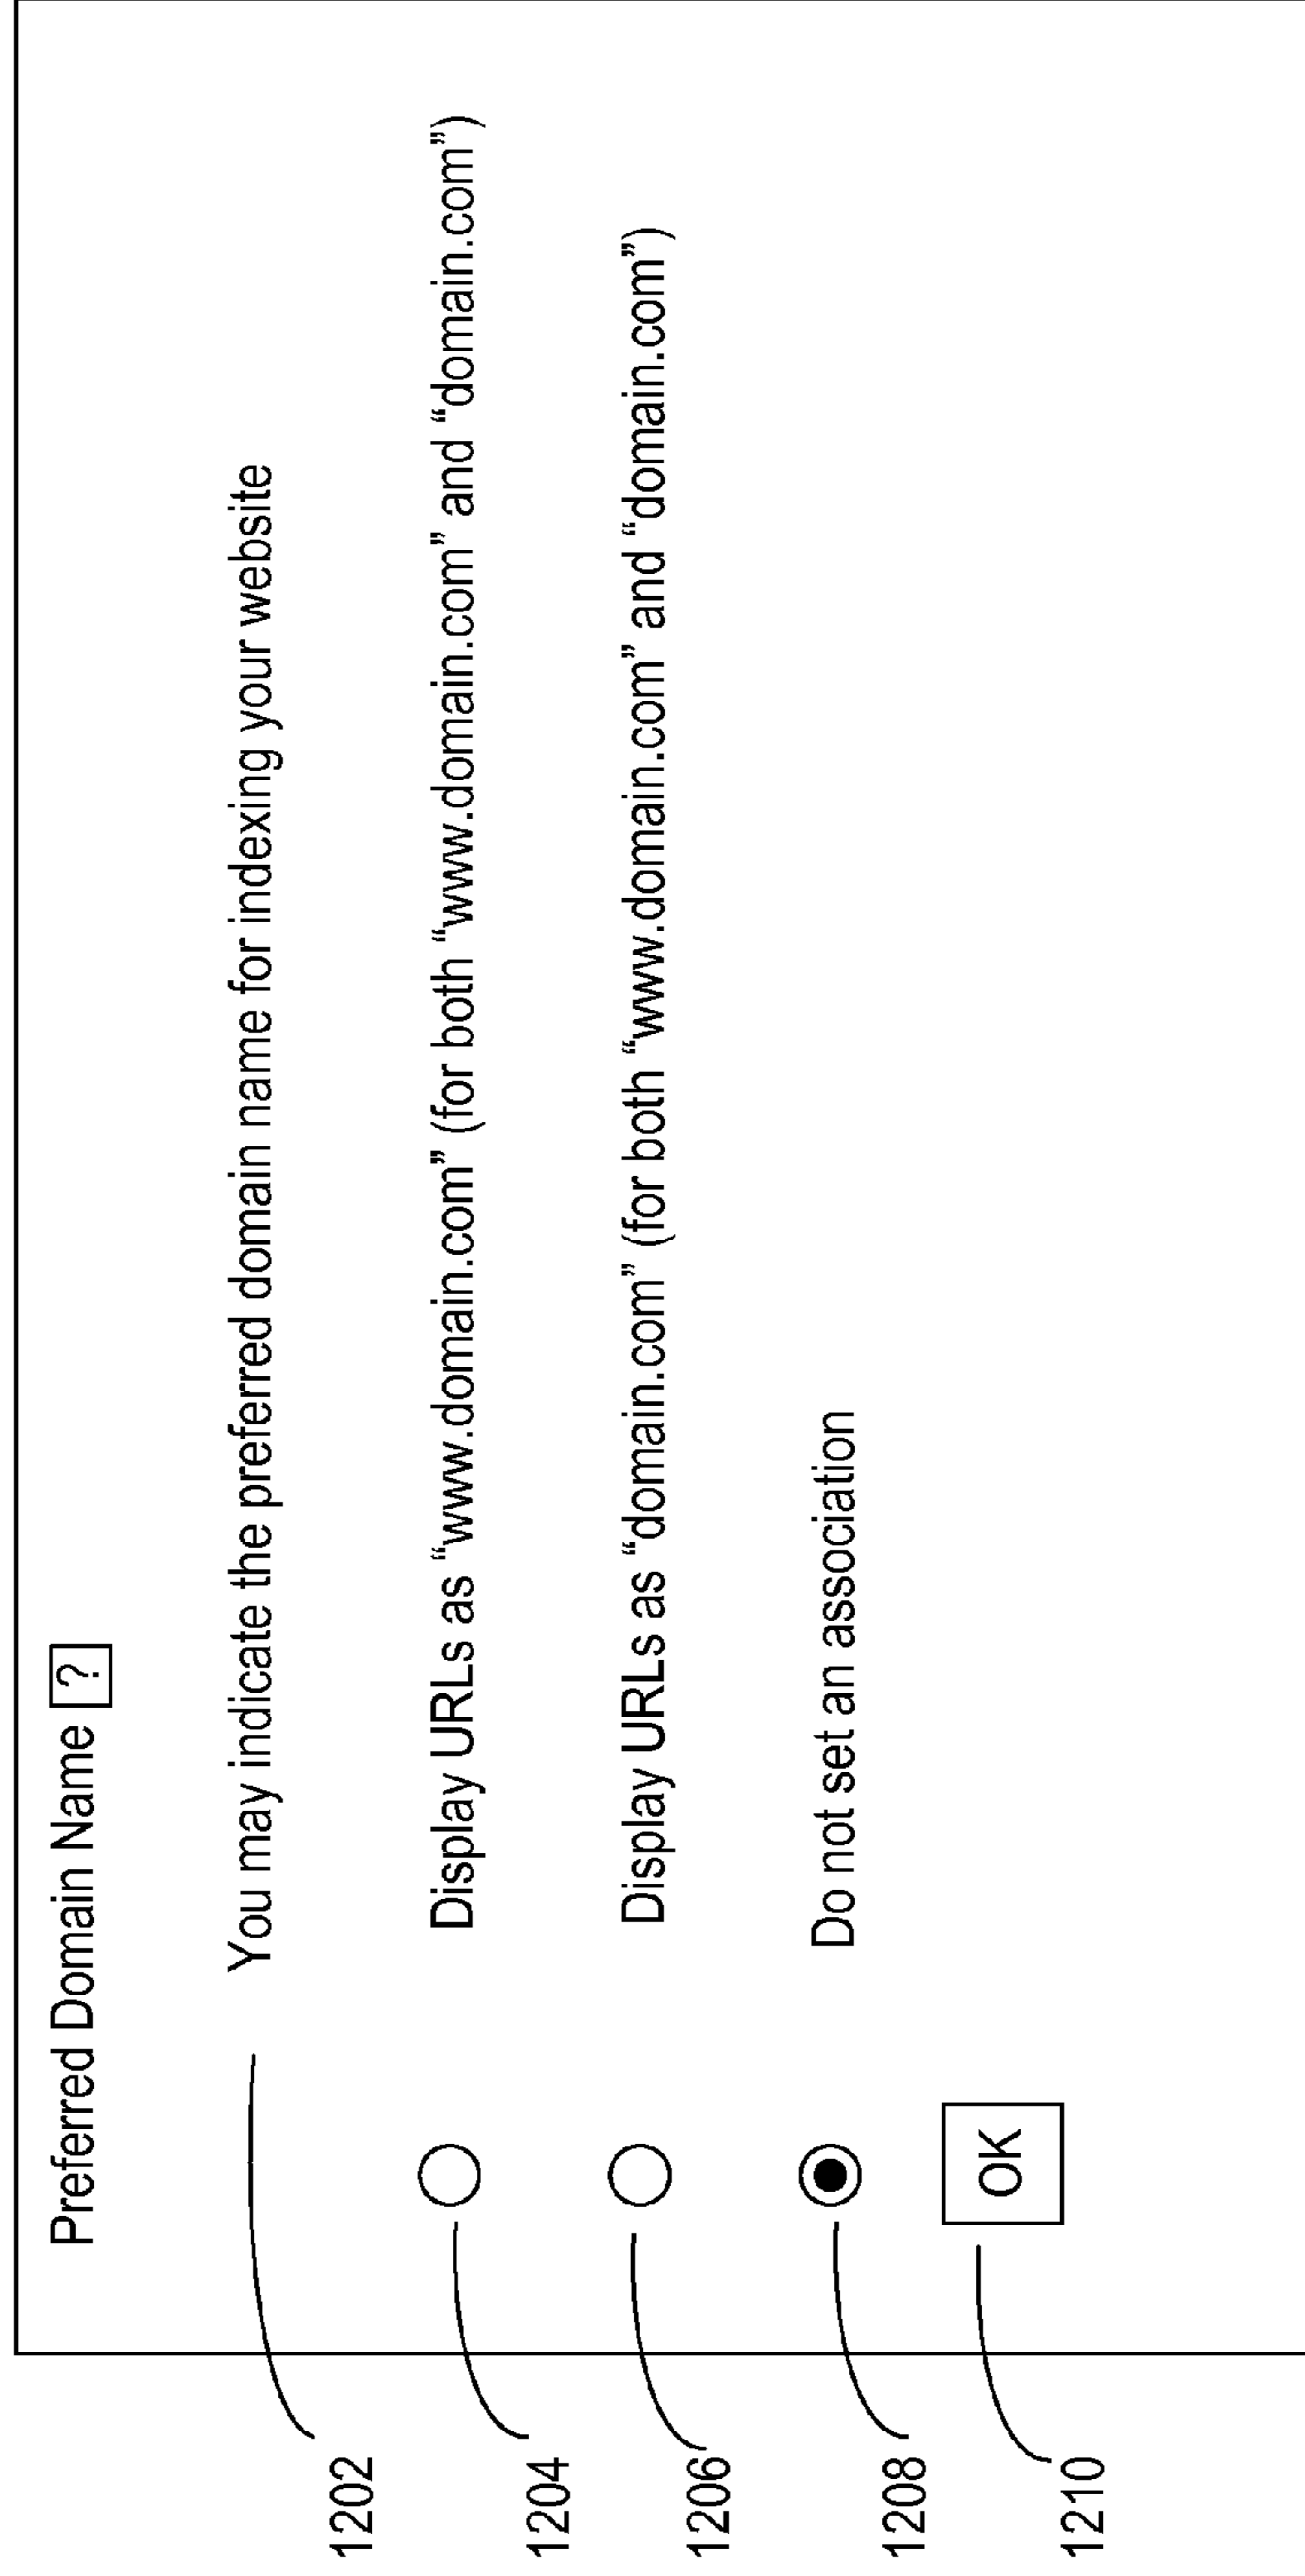 Preferred Domain Name ?
1202 You may indicate the preferred domain name for indexing your website
1204 Display URLs as “www.domain.com” (for both “www.domain.com” and “domain.com”)
1206 Display URLs as “domain.com” (for both “www.domain.com” and “domain.com”)
1208 Do not set an association
1210 OK